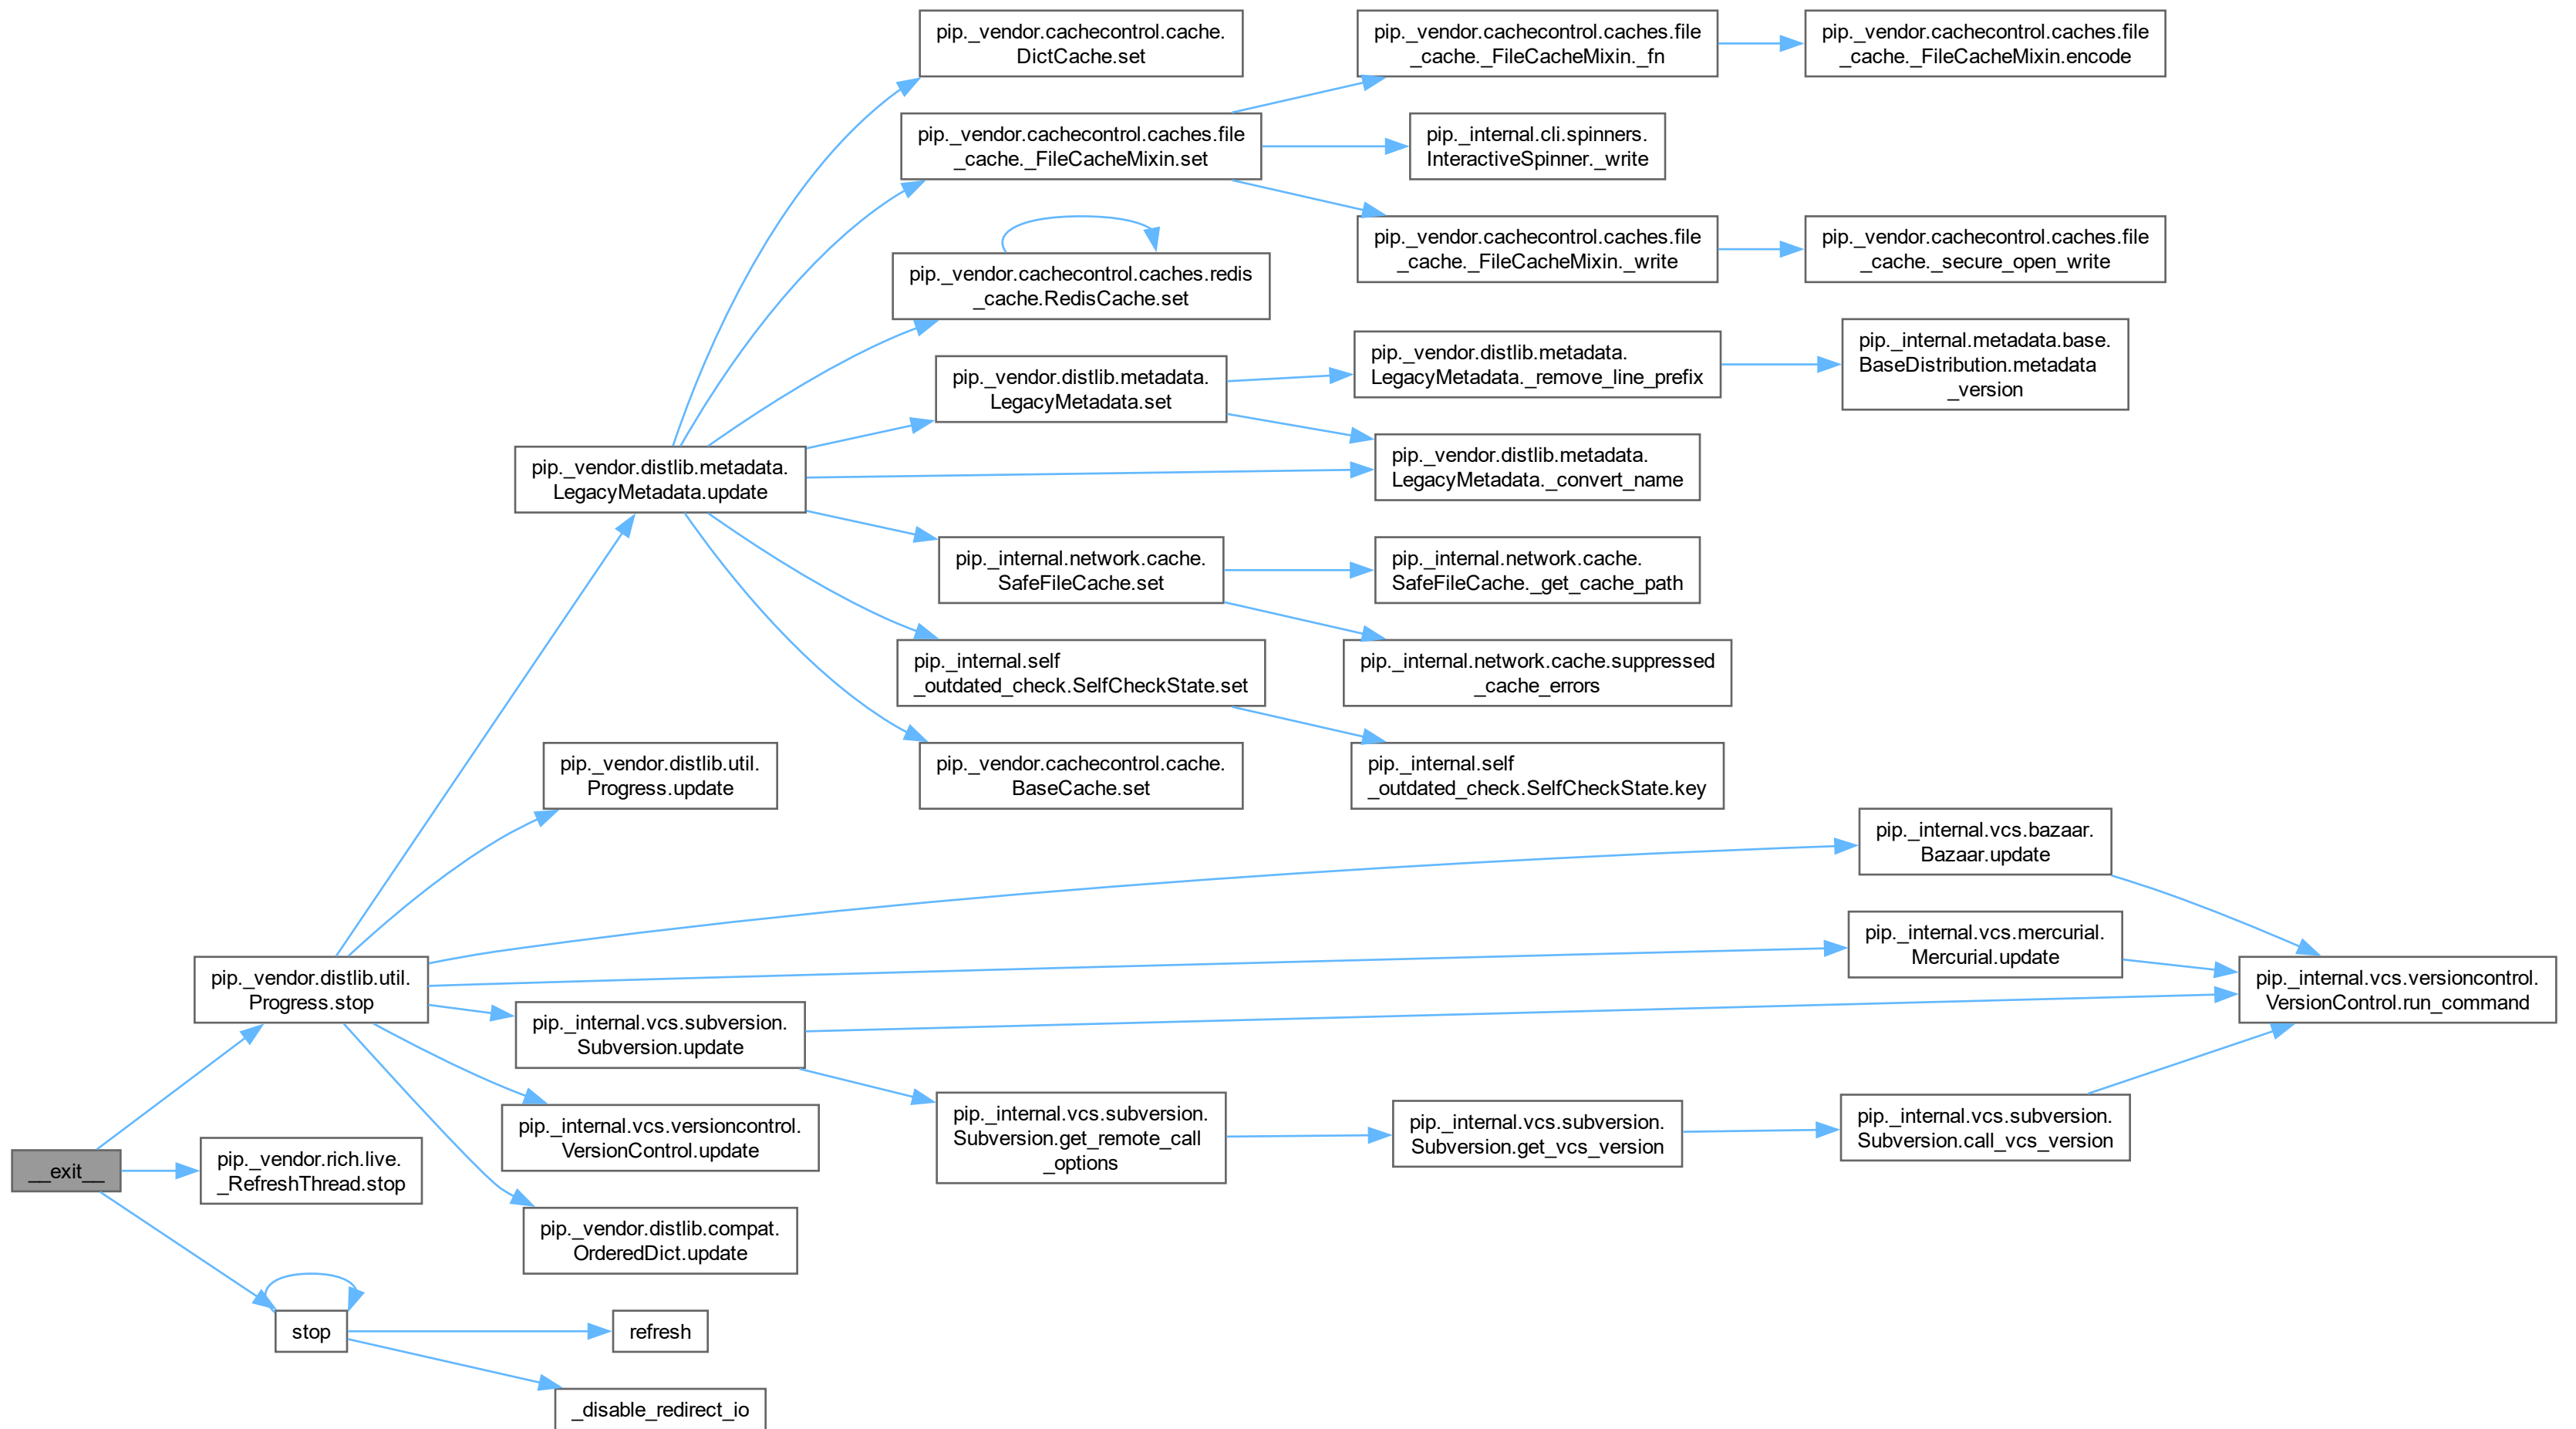 pip._vendor.cachecontrol.cache.
DictCache.set
pip._vendor.cachecontrol.caches.file
_cache._FileCacheMixin._fn
pip._vendor.cachecontrol.caches.file
_cache._FileCacheMixin.encode
pip._vendor.cachecontrol.caches.file
_cache._FileCacheMixin.set
pip._internal.cli.spinners.
InteractiveSpinner._write
pip._vendor.cachecontrol.caches.file
_cache._FileCacheMixin._write
pip._vendor.cachecontrol.caches.file
_cache._secure_open_write
pip._vendor.cachecontrol.caches.redis
_cache.RedisCache.set
pip._vendor.distlib.metadata.
LegacyMetadata.set
pip._vendor.distlib.metadata.
LegacyMetadata._remove_line_prefix
pip._internal.metadata.base.
BaseDistribution.metadata
_version
pip._vendor.distlib.metadata.
LegacyMetadata.update
pip._vendor.distlib.metadata.
LegacyMetadata._convert_name
pip._internal.network.cache.
SafeFileCache.set
pip._internal.network.cache.
SafeFileCache._get_cache_path
pip._internal.self
_outdated_check.SelfCheckState.set
pip._internal.network.cache.suppressed
_cache_errors
pip._vendor.distlib.util.
Progress.update
pip._vendor.cachecontrol.cache.
BaseCache.set
pip._internal.self
_outdated_check.SelfCheckState.key
pip._internal.vcs.bazaar.
Bazaar.update
pip._internal.vcs.mercurial.
Mercurial.update
pip._vendor.distlib.util.
Progress.stop
pip._internal.vcs.versioncontrol.
VersionControl.run_command
pip._internal.vcs.subversion.
Subversion.update
pip._internal.vcs.versioncontrol.
VersionControl.update
pip._internal.vcs.subversion.
Subversion.get_remote_call
_options
pip._internal.vcs.subversion.
Subversion.get_vcs_version
pip._internal.vcs.subversion.
Subversion.call_vcs_version
__exit__
pip._vendor.rich.live.
_RefreshThread.stop
pip._vendor.distlib.compat.
OrderedDict.update
stop
refresh
_disable_redirect_io